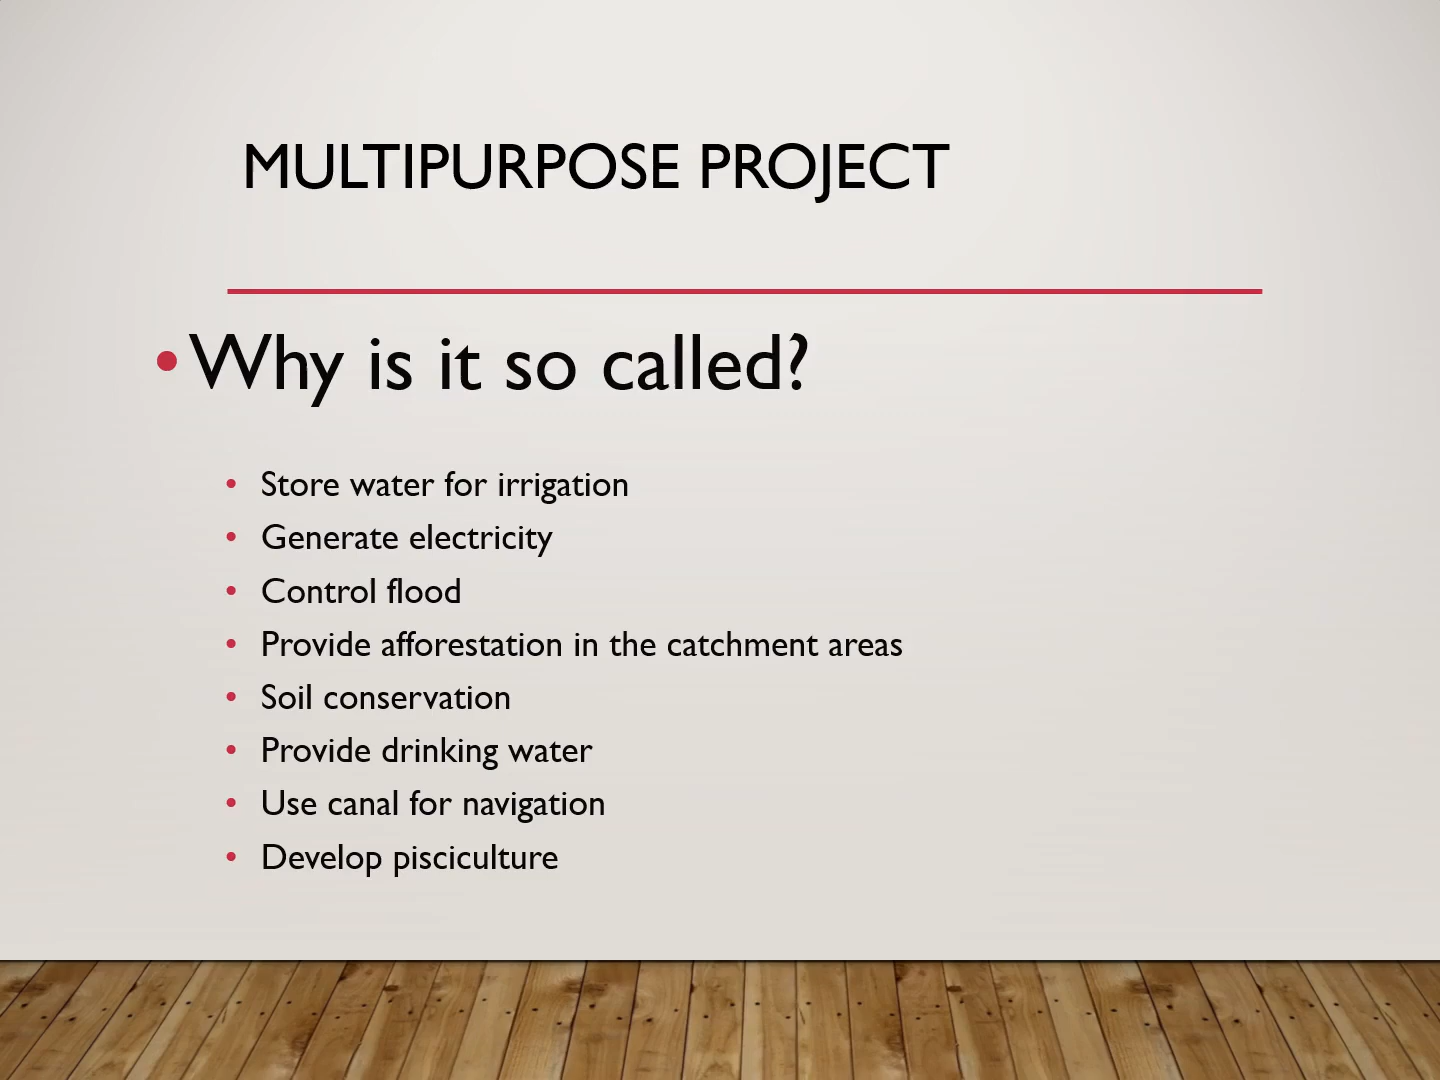 MULTIPURPOSE PROJECT
• Why is it so called?
• Store water for irrigation
• Generate electricity
• Control flood
• Provide afforestation in the catchment areas
• Soil conservation
• Provide drinking water
• Use canal for navigation
• Develop pisciculture